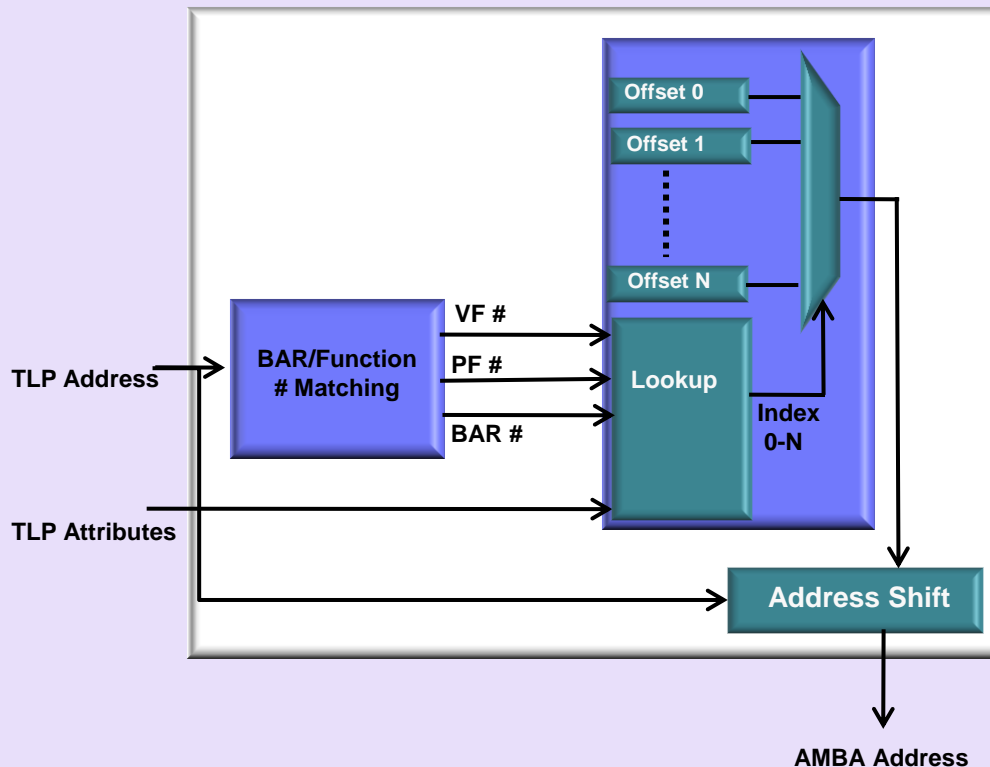 Offset 0
Offset 1
Offset N
VF #
BAR/Function
# Matching
PF #
TLP Address
Lookup
BAR #
Index
0-N
TLP Attributes
Address Shift
AMBA Address